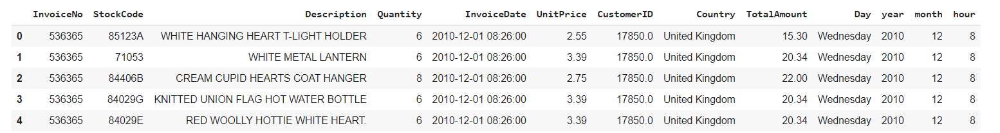 InvoiceNo StockCode Description Quantity InvoiceDate UnitPrice CustomerID Country TotalAmount Day year month hour
0 536365 85123A WHITE HANGING HEART T-LIGHT HOLDER 6 2010-12-01 08:26:00 2.55 17850.0 United Kingdom 15.30 Wednesday 2010 12 8
1 536365 71053 WHITE METAL LANTERN 6 2010-12-01 08:26:00 3.39 17850.0 United Kingdom 20.34 Wednesday 2010 12 8
2 536365 84406B CREAM CUPID HEARTS COAT HANGER 8 2010-12-01 08:26:00 2.75 17850.0 United Kingdom 22.00 Wednesday 2010 12 8
3 536365 84029G KNITTED UNION FLAG HOT WATER BOTTLE 6 2010-12-01 08:26:00 3.39 17850.0 United Kingdom 20.34 Wednesday 2010 12 8
4 536365 84029E RED WOOLLY HOTTIE WHITE HEART. 6 2010-12-01 08:26:00 3.39 17850.0 United Kingdom 20.34 Wednesday 2010 12 8